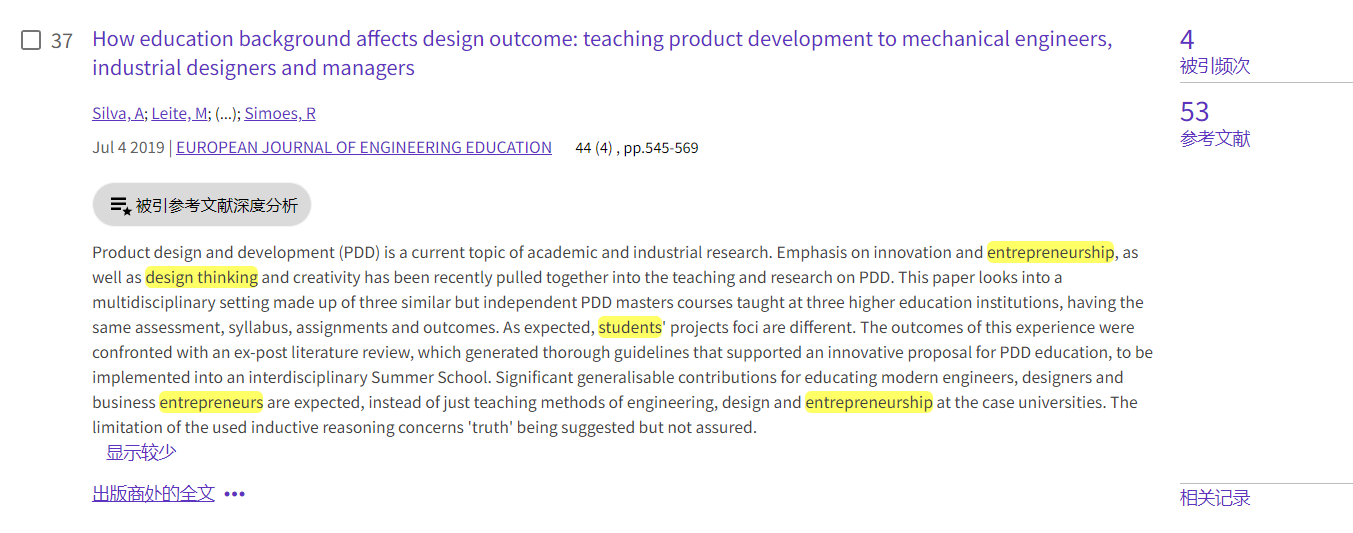 37
How education background affects design outcome: teaching product development to mechanical engineers,
industrial designers and managers
Silva, A; Leite, M; (...); Simoes, R
Jul 4 2019 | EUROPEAN JOURNAL OF ENGINEERING EDUCATION 44 (4) , pp.545-569
被引参考文献深度分析
Product design and development (PDD) is a current topic of academic and industrial research. Emphasis on innovation and entrepreneurship, as
well as design thinking and creativity has been recently pulled together into the teaching and research on PDD. This paper looks into a
multidisciplinary setting made up of three similar but independent PDD masters courses taught at three higher education institutions, having the
same assessment, syllabus, assignments and outcomes. As expected, students' projects foci are different. The outcomes of this experience were
confronted with an ex-post literature review, which generated thorough guidelines that supported an innovative proposal for PDD education, to be
implemented into an interdisciplinary Summer School. Significant generalisable contributions for educating modern engineers, designers and
business entrepreneurs are expected, instead of just teaching methods of engineering, design and entrepreneurship at the case universities. The
limitation of the used inductive reasoning concerns 'truth' being suggested but not assured.
显示较少
出版商处的全文 •••
4
被引频次
53
参考文献
相关记录